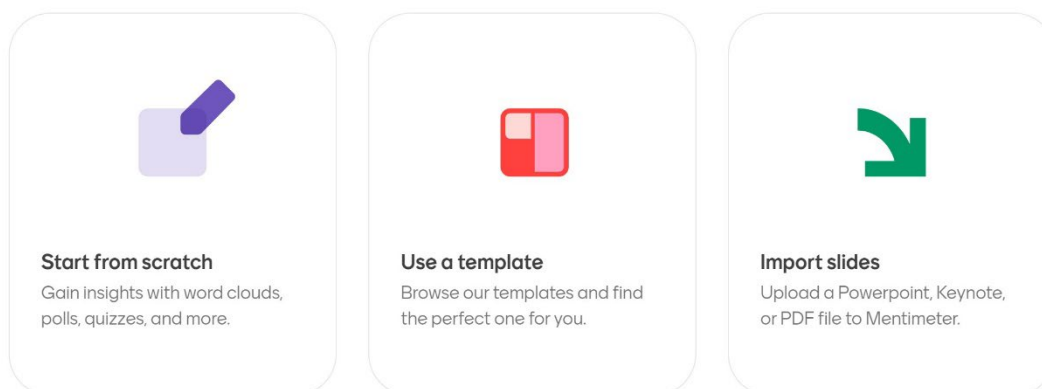 Start from scratch
Gain insights with word clouds,
polls, quizzes, and more.
Use a template
Browse our templates and find
the perfect one for you.
Import slides
Upload a Powerpoint, Keynote,
or PDF file to Mentimeter.